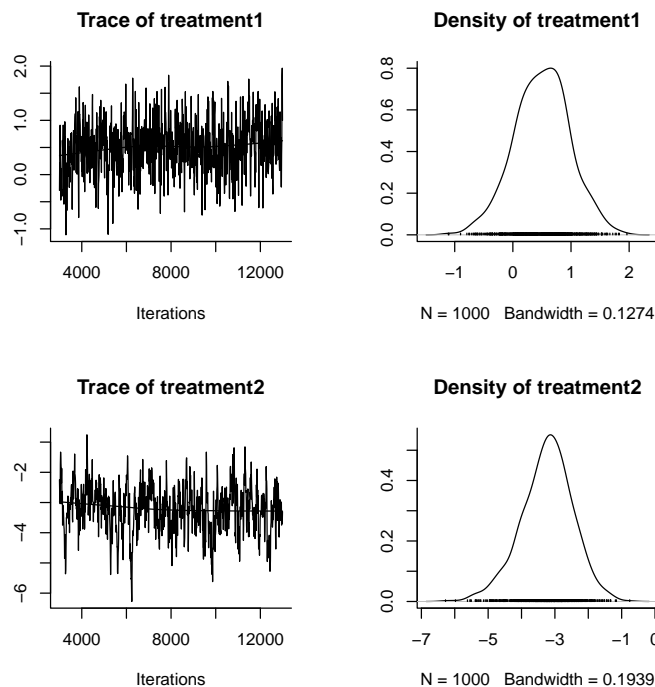 Trace of treatment1
−1.0 0.0 1.0 2.0
4000 8000 12000
Iterations
Density of treatment1
0.0 0.2 0.4 0.6 0.8
−1 0 1 2
N = 1000 Bandwidth = 0.1274
Trace of treatment2
−6 −4 −2
4000 8000 12000
Iterations
Density of treatment2
0.0 0.2 0.4
−7 −5 −3 −1 0
N = 1000 Bandwidth = 0.1939